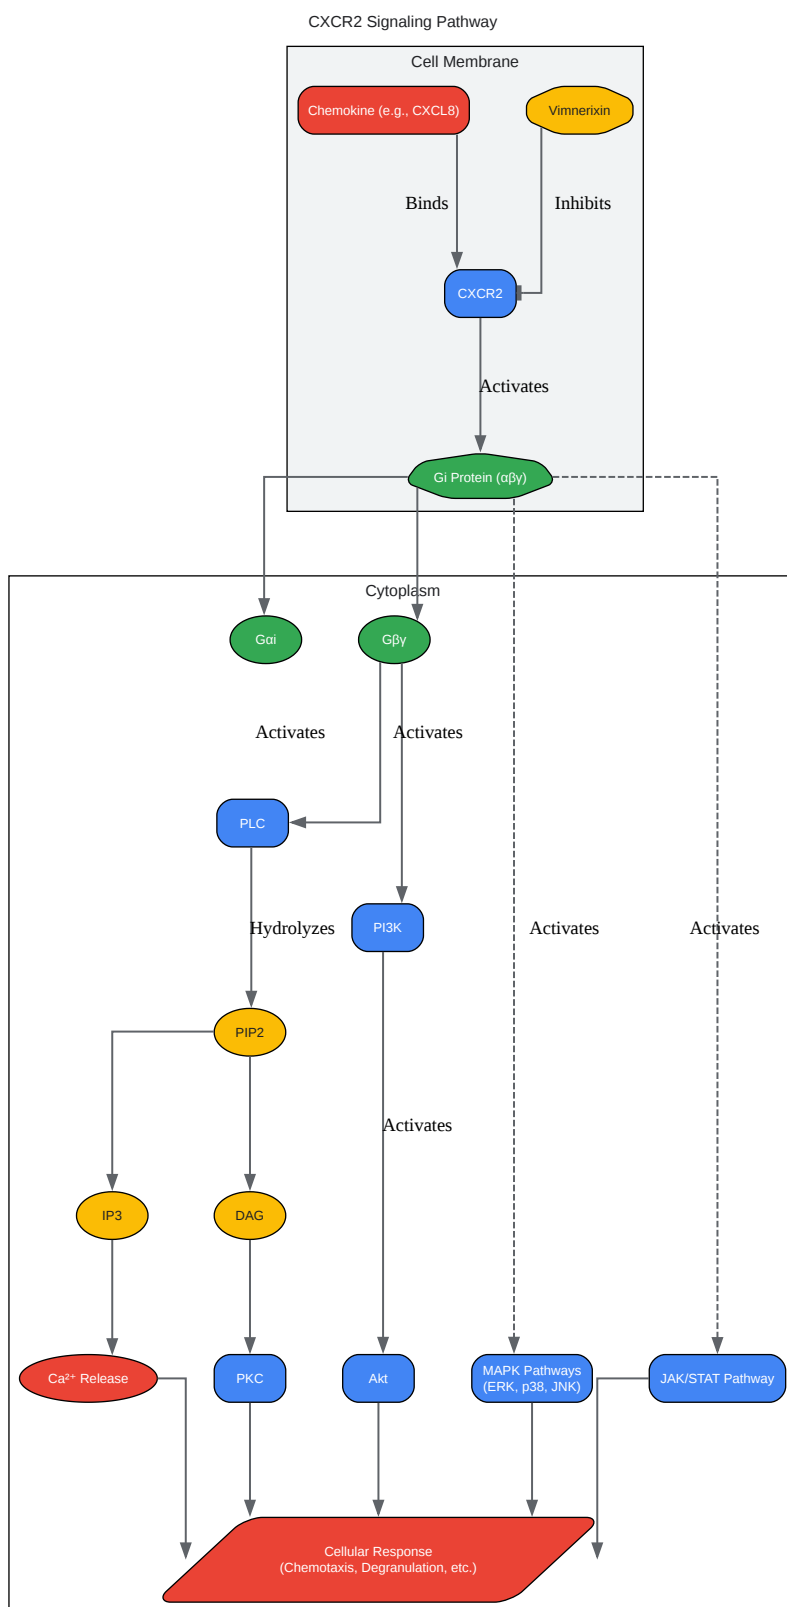 CXCR2 Signaling Pathway
Cell Membrane
Chemokine (e.g., CXCL8)
Vimnerixin
Binds
Inhibits
CXCR2
Activates
Gi Protein (αβγ)
Cytoplasm
Gαi
Gβγ
Activates
Activates
PLC
Hydrolyzes
PI3K
Activates
Activates
PIP2
Activates
IP3
DAG
Ca²⁺ Release
PKC
Akt
MAPK Pathways
(ERK, p38, JNK)
JAK/STAT Pathway
Cellular Response
(Chemotaxis, Degranulation, etc.)